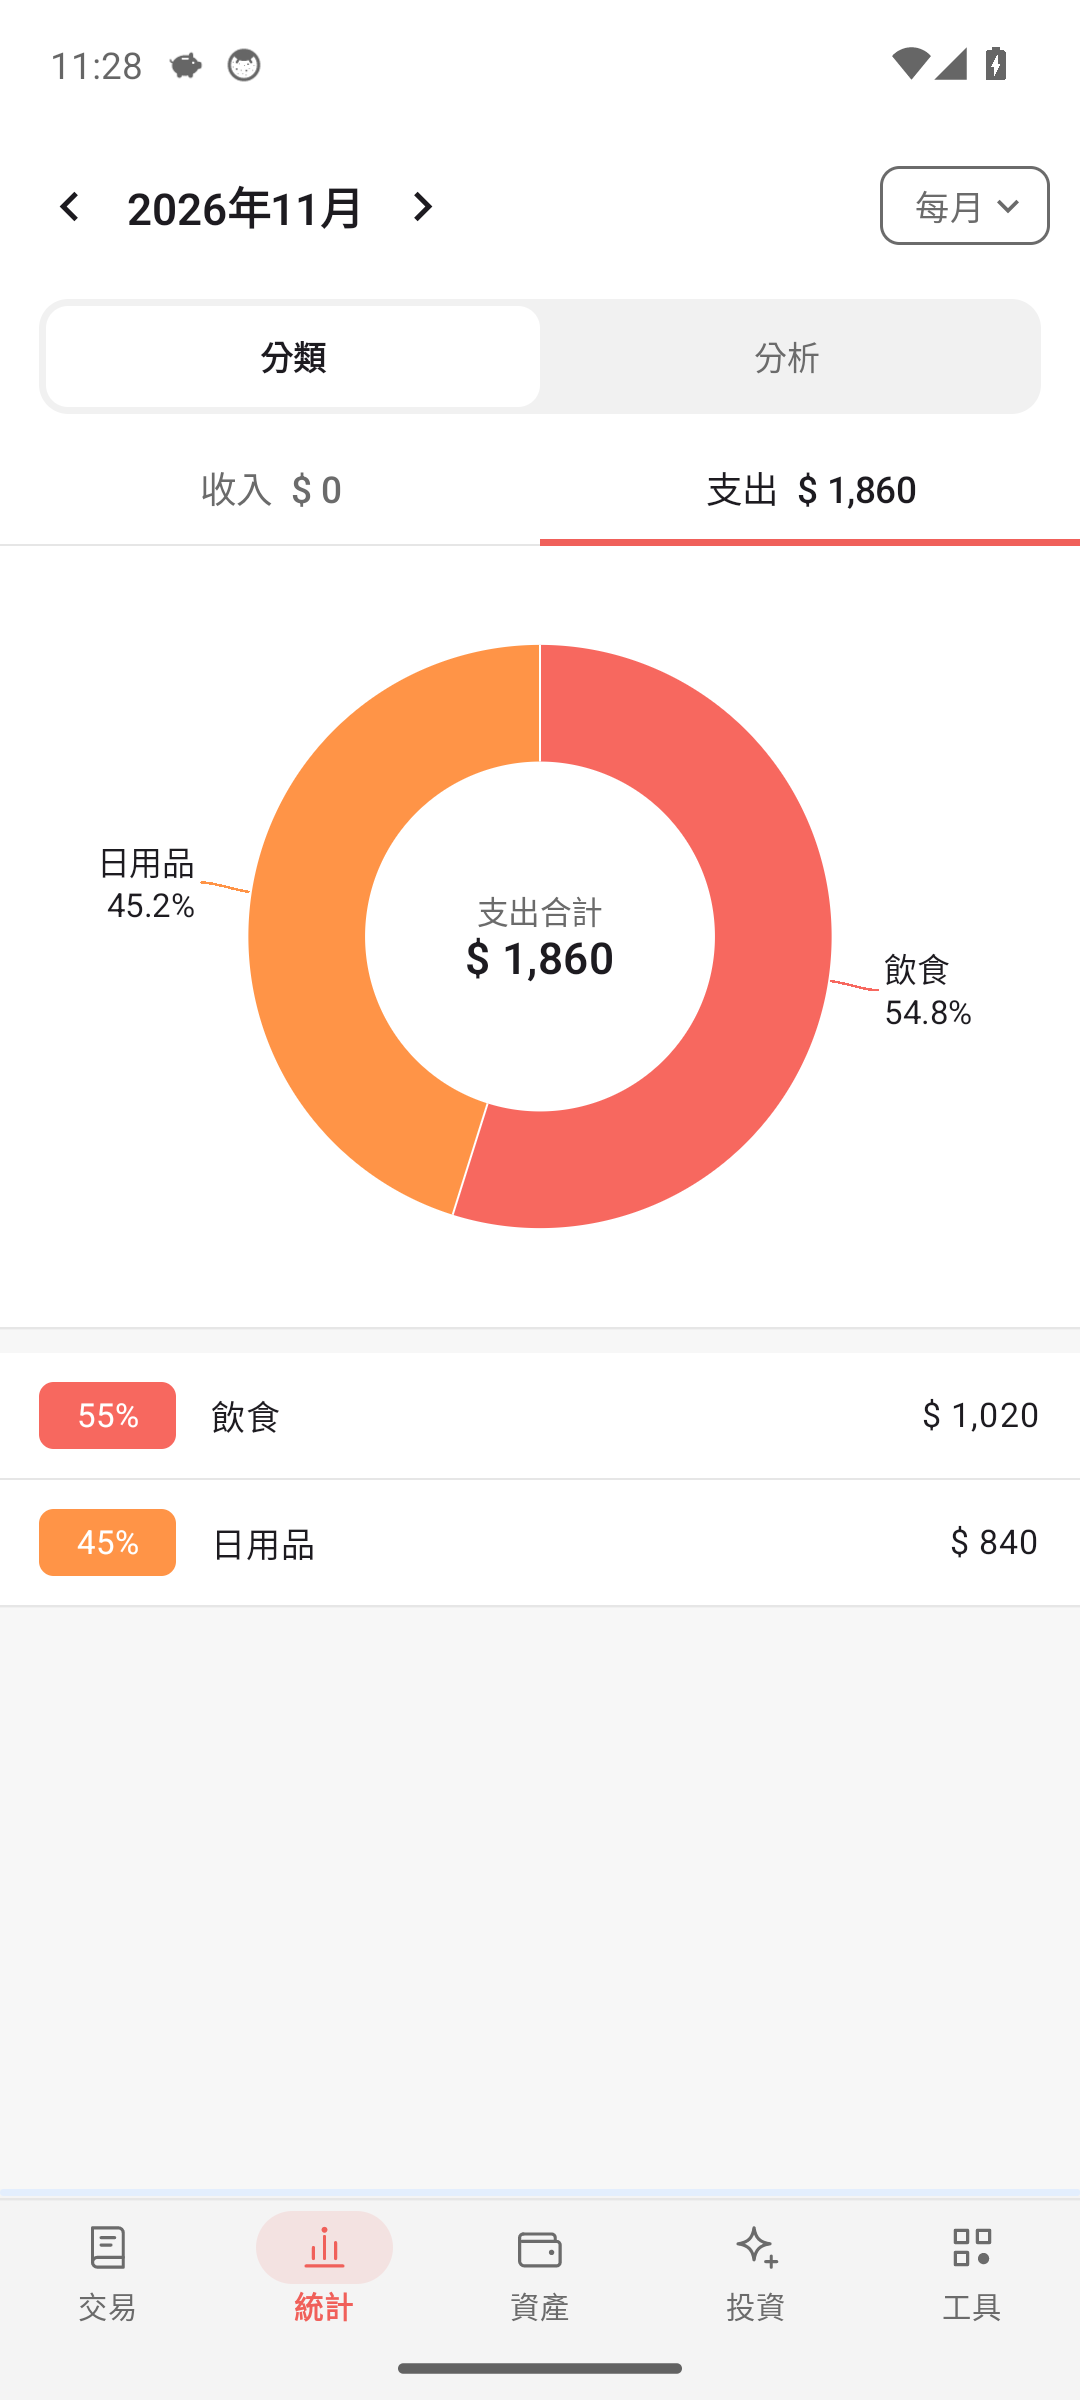 11:28
2026年11月
每月
分類
分析
收入 $ 0
支出 $ 1,860
日用品
45.2%
支出合計
$ 1,860
飲食
54.8%
55% 飲食 $ 1,020
45% 日用品 $ 840
交易
統計
資產
投資
工具